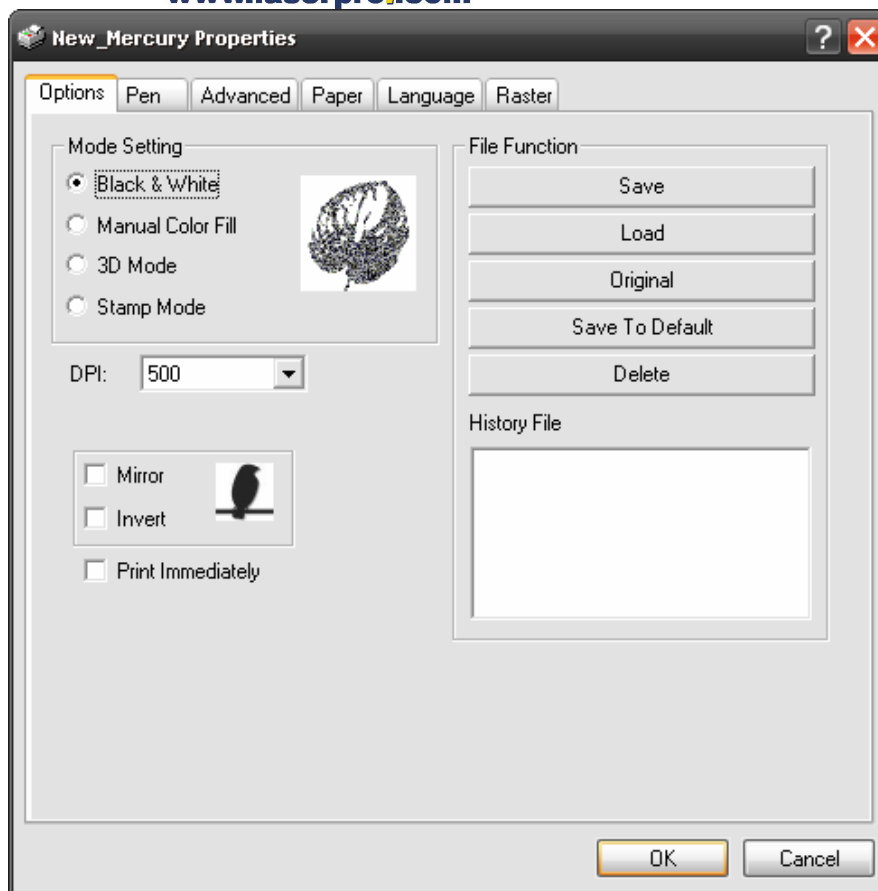 New_Mercury Properties
Options Pen Advanced Paper Language Raster
Mode Setting
Black & White
Manual Color Fill
3D Mode
Stamp Mode
DPI: 500
Mirror
Invert
Print Immediately
File Function
Save
Load
Original
Save To Default
Delete
History File
OK Cancel